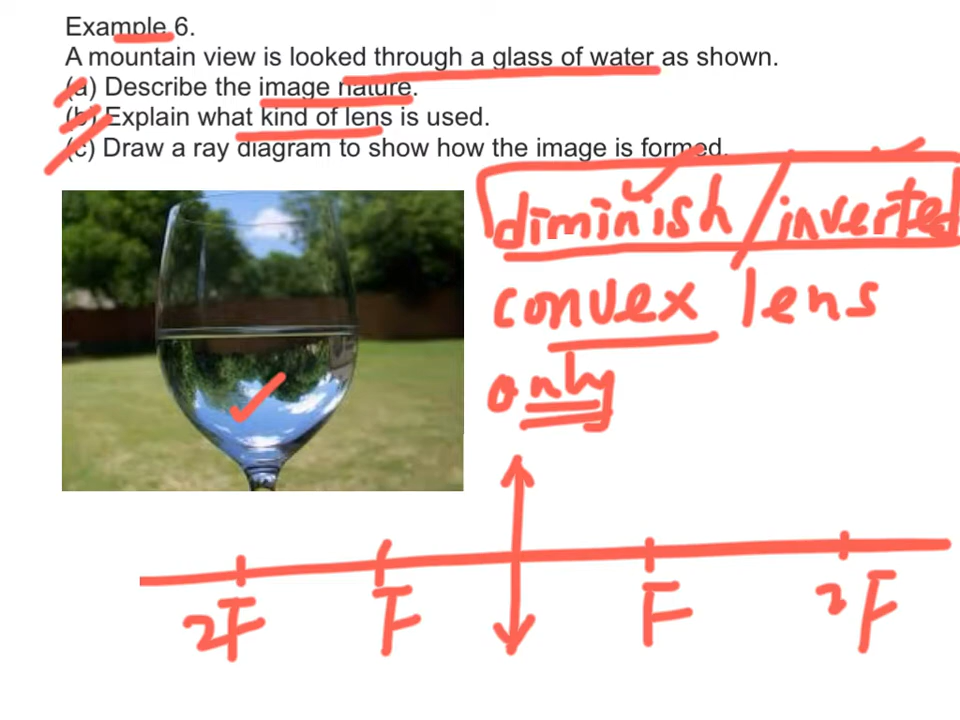 Example 6.
A mountain view is looked through a glass of water as shown.
(a) Describe the image nature.
(b) Explain what kind of lens is used.
(c) Draw a ray diagram to show how the image is formed.
diminish / inverted
convex lens
only
2F F F 2F